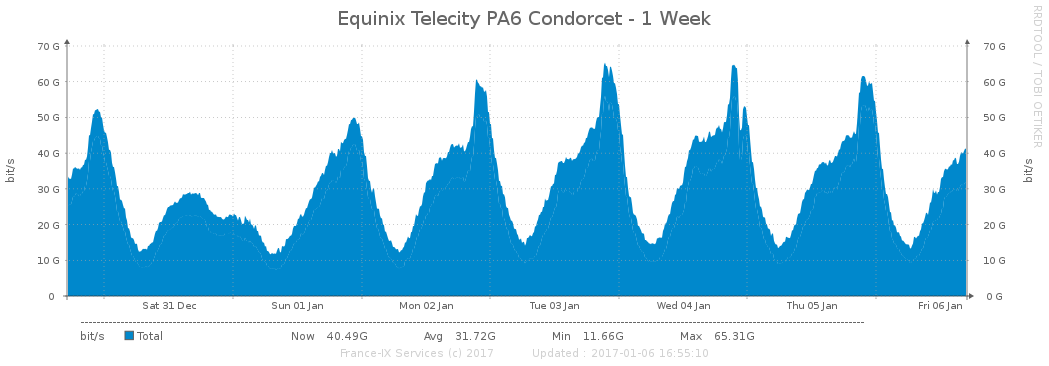 Equinix Telecity PA6 Condorcet - 1 Week
RRDTOOL / TOBI OETIKER
bit/s
bit/s
70 G 70 G
60 G 60 G
50 G 50 G
40 G 40 G
30 G 30 G
20 G 20 G
10 G 10 G
0 0 G
Sat 31 Dec Sun 01 Jan Mon 02 Jan Tue 03 Jan Wed 04 Jan Thu 05 Jan Fri 06 Jan
bit/s Total Now 40.49G Avg 31.72G Min 11.66G Max 65.31G
France-IX Services (c) 2017 Updated : 2017-01-06 16:55:10